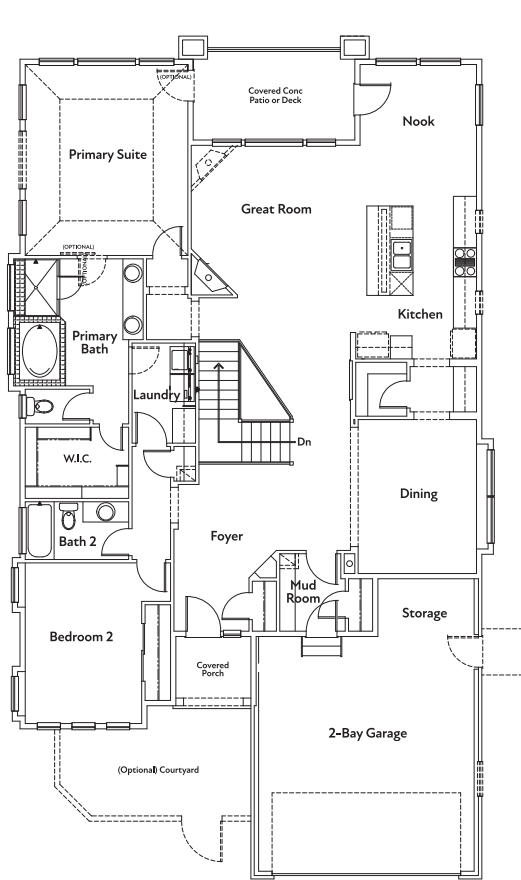 (OPTIONAL)
Covered Conc
Patio or Deck
Nook
Primary Suite
Great Room
(OPTIONAL)
(OPTIONAL)
Kitchen
Primary
Bath
Laundry
Dn
W.I.C.
Dining
Foyer
Bath 2
Mud
Room
Storage
Bedroom 2
Covered
Porch
2-Bay Garage
(Optional) Courtyard